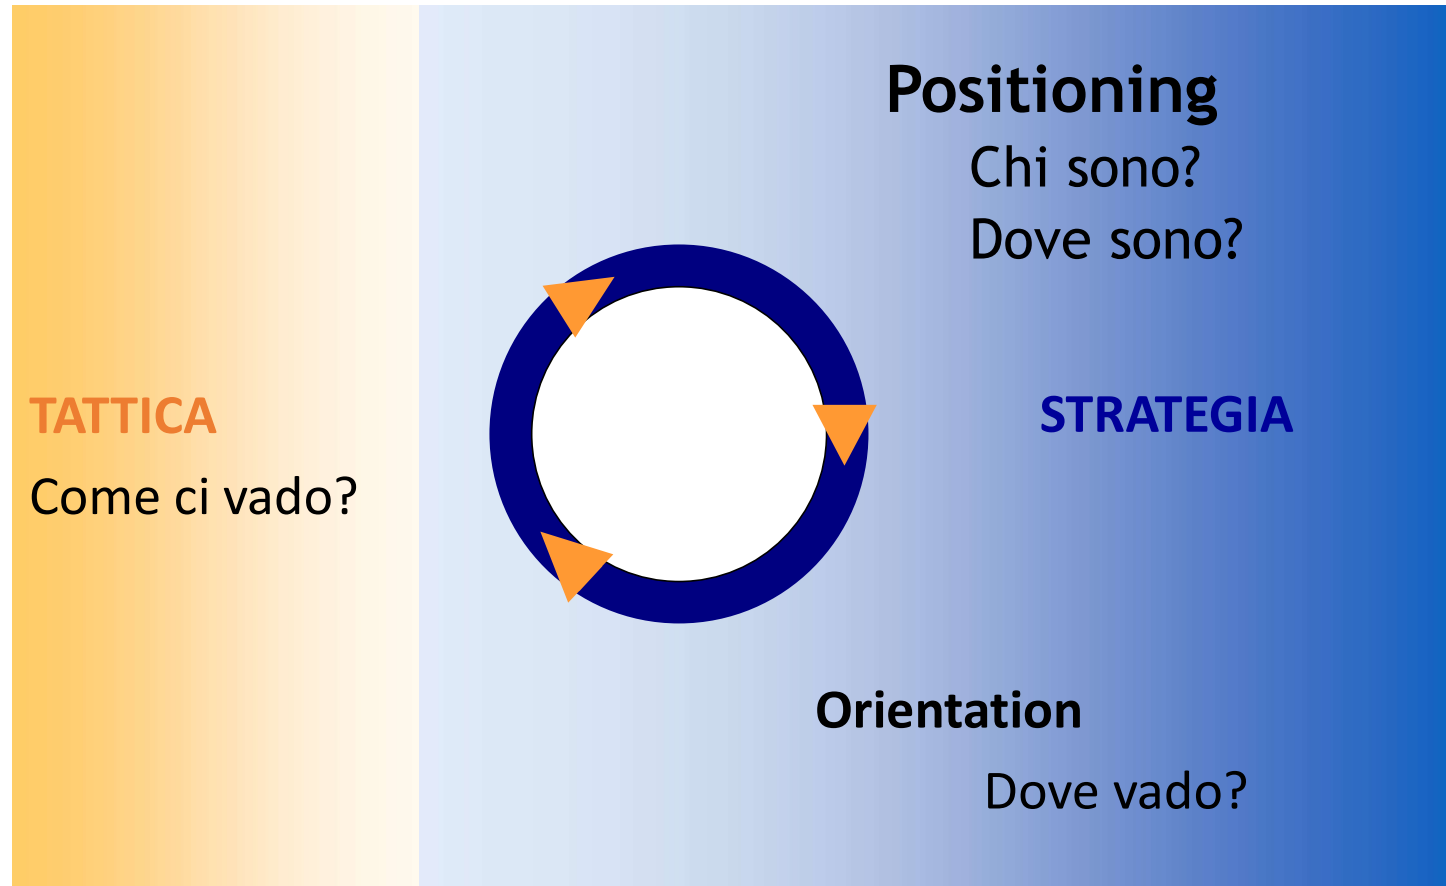 Positioning
Chi sono?
Dove sono?
TATTICA
STRATEGIA
Come ci vado?
Orientation
Dove vado?